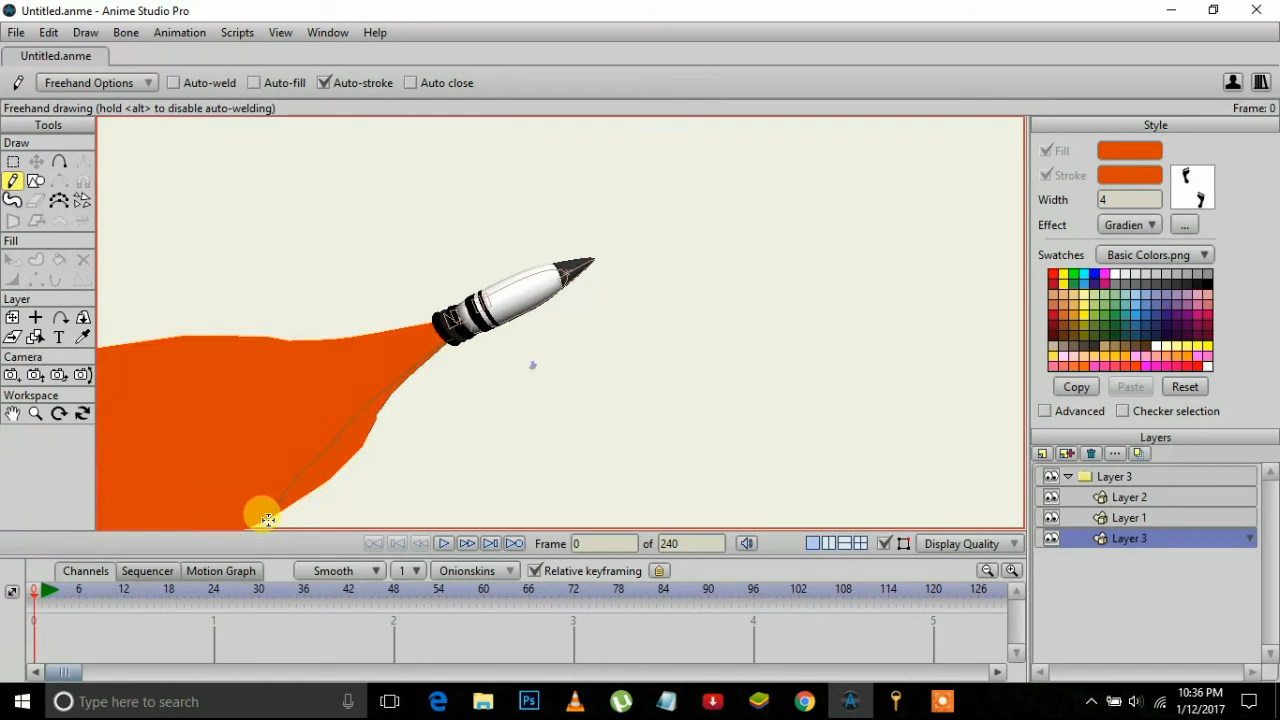 Untitled.anme - Anime Studio Pro
File Edit Draw Bone Animation Scripts View Window Help
Untitled.anme
Freehand Options Auto-weld Auto-fill Auto-stroke Auto close
Freehand drawing (hold <alt> to disable auto-welding) Frame: 0
Tools
Draw
Fill
Layer
T
Camera
Workspace
Style
Fill
Stroke
Width 4
Effect Gradien ...
Swatches Basic Colors.png
Copy Paste Reset
Advanced Checker selection
Layers
Layer 3
Layer 2
Layer 1
Layer 3
Frame 0 of 240 Display Quality
Channels Sequencer Motion Graph Smooth 1 Onionskins Relative keyframing
0 6 12 18 24 30 36 42 48 54 60 66 72 78 84 90 96 102 108 114 120 126
0 1 2 3 4 5
Type here to search
10:36 PM
1/12/2017